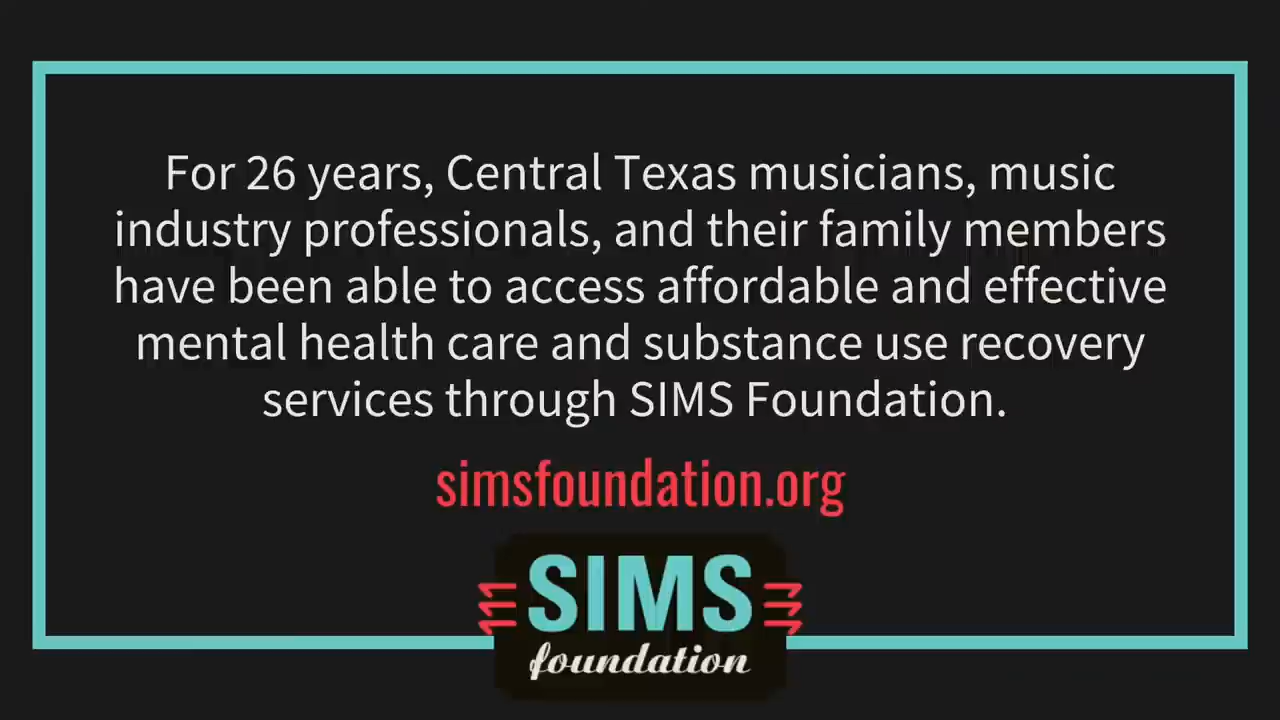 For 26 years, Central Texas musicians, music
industry professionals, and their family members
have been able to access affordable and effective
mental health care and substance use recovery
services through SIMS Foundation.
simsfoundation.org
SIMS
foundation